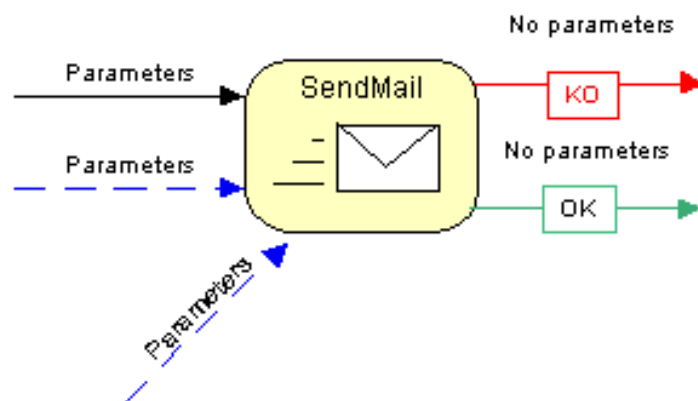 No parameters
Parameters
SendMail
KO
Parameters
No parameters
OK
Parameters